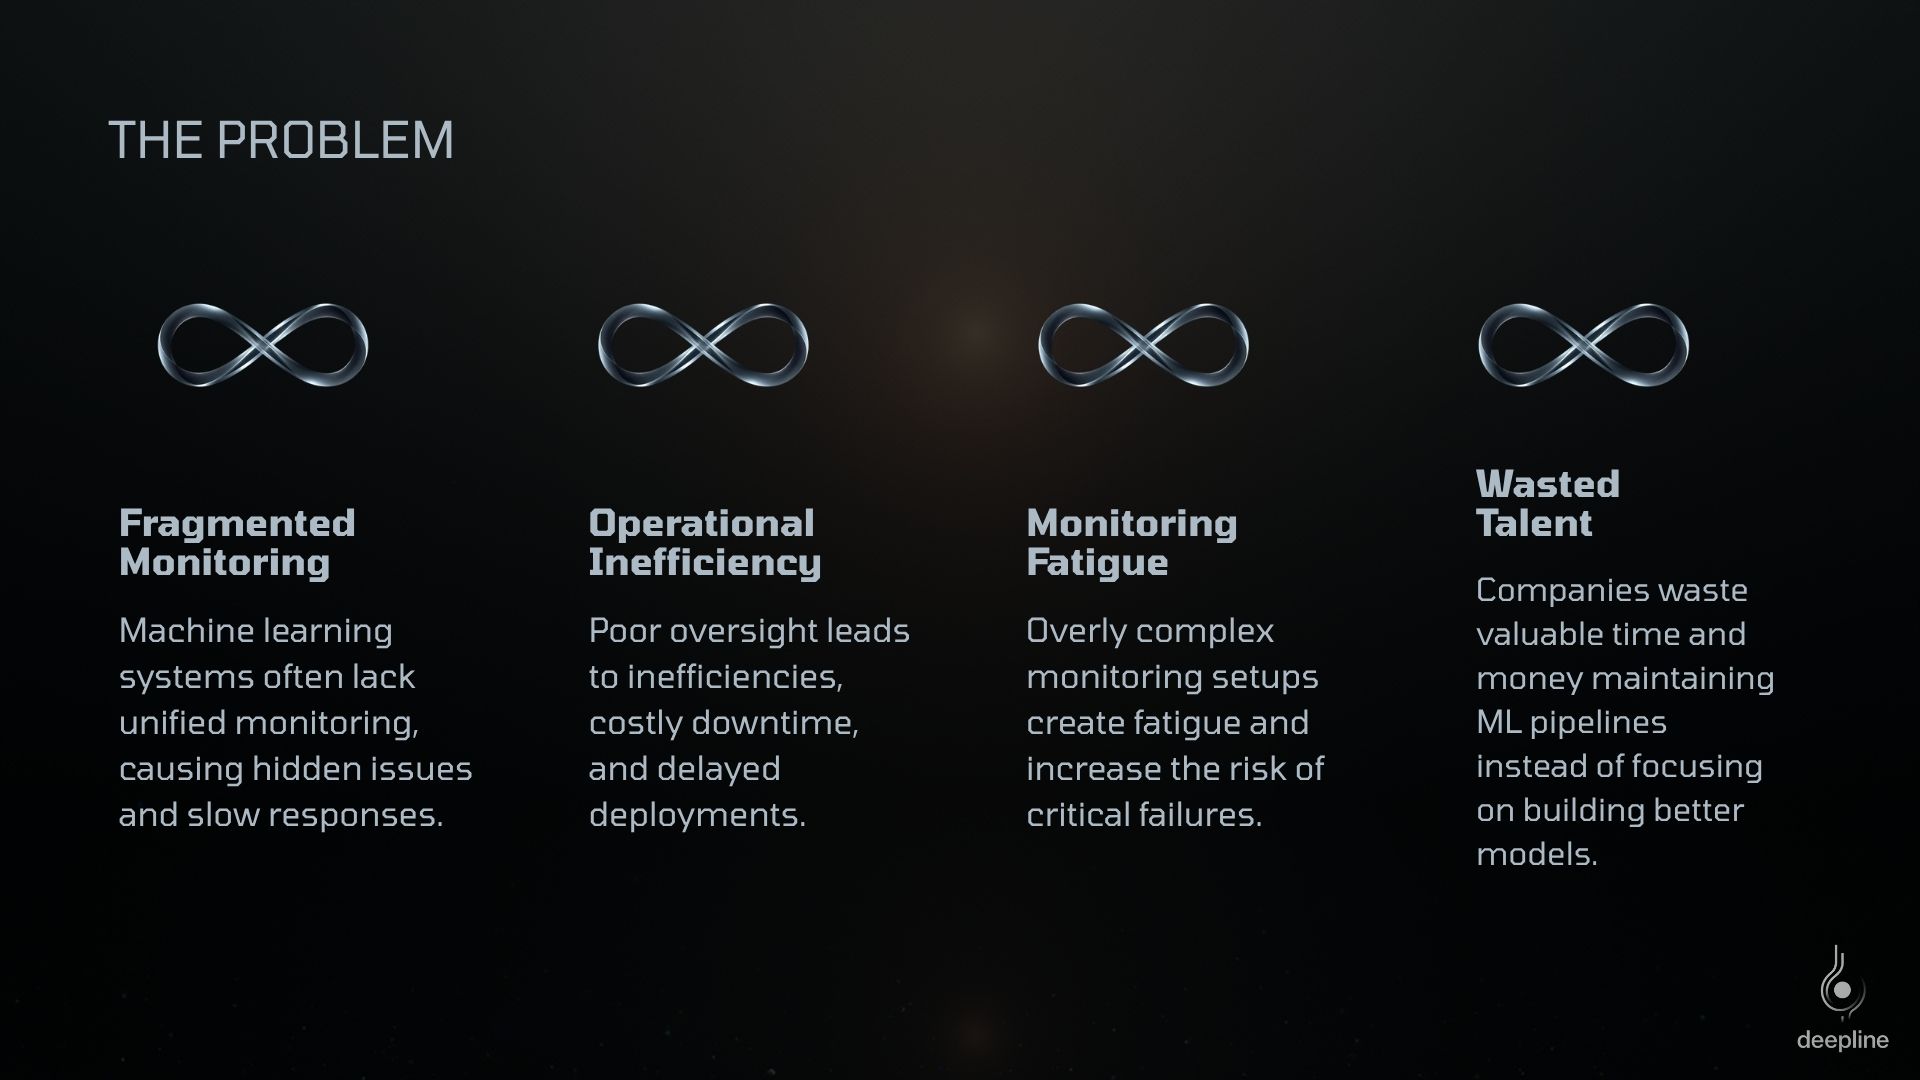 THE PROBLEM
Fragmented
Monitoring
Machine learning
systems often lack
unified monitoring,
causing hidden issues
and slow responses.
Operational
Inefficiency
Poor oversight leads
to inefficiencies,
costly downtime,
and delayed
deployments.
Monitoring
Fatigue
Overly complex
monitoring setups
create fatigue and
increase the risk of
critical failures.
Wasted
Talent
Companies waste
valuable time and
money maintaining
ML pipelines
instead of focusing
on building better
models.
deepline